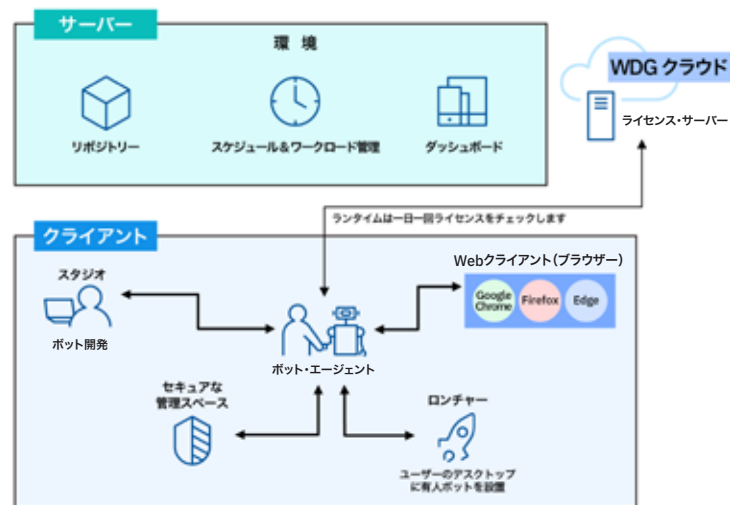 サーバー
環 境
リポジトリー
スケジュール&ワークロード管理
ダッシュボード
WDG クラウド
ライセンス・サーバー
ランタイムは一日一回ライセンスをチェックします
クライアント
スタジオ
ボット開発
ボット・エージェント
Webクライアント(ブラウザー)
Google
Chrome
Firefox
Edge
セキュアな
管理スペース
ロンチャー
ユーザーのデスクトップ
に有人ボットを設置